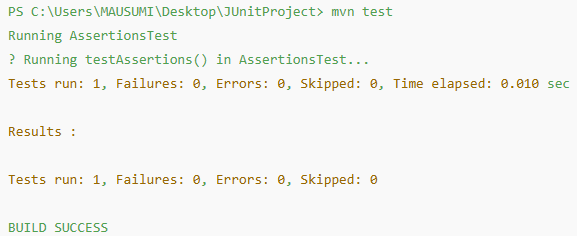 PS C:\Users\MAUSUMI\Desktop\JUnitProject> mvn test
Running AssertionsTest
? Running testAssertions() in AssertionsTest...
Tests run: 1, Failures: 0, Errors: 0, Skipped: 0, Time elapsed: 0.010 sec
Results :
Tests run: 1, Failures: 0, Errors: 0, Skipped: 0
BUILD SUCCESS